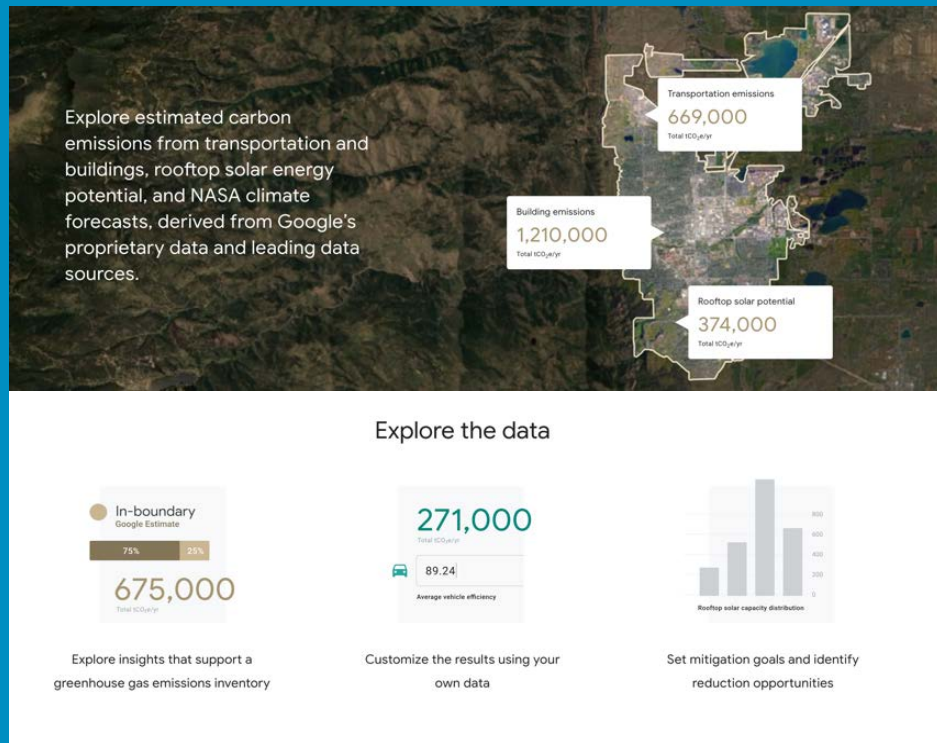 Explore estimated carbon
emissions from transportation and
buildings, rooftop solar energy
potential, and NASA climate
forecasts, derived from Google's
proprietary data and leading data
sources.
Transportation emissions
669,000
Total tCO₂e/yr
Building emissions
1,210,000
Total tCO₂e/yr
Rooftop solar potential
374,000
Total tCO₂e/yr
Explore the data
In-boundary
Google Estimate
75% 25%
675,000
Total tCO₂e/yr
Explore insights that support a
greenhouse gas emissions inventory
271,000
Total tCO₂e/yr
89.24
Average vehicle efficiency
Customize the results using your
own data
800
600
400
200
0
Rooftop solar capacity distribution
Set mitigation goals and identify
reduction opportunities